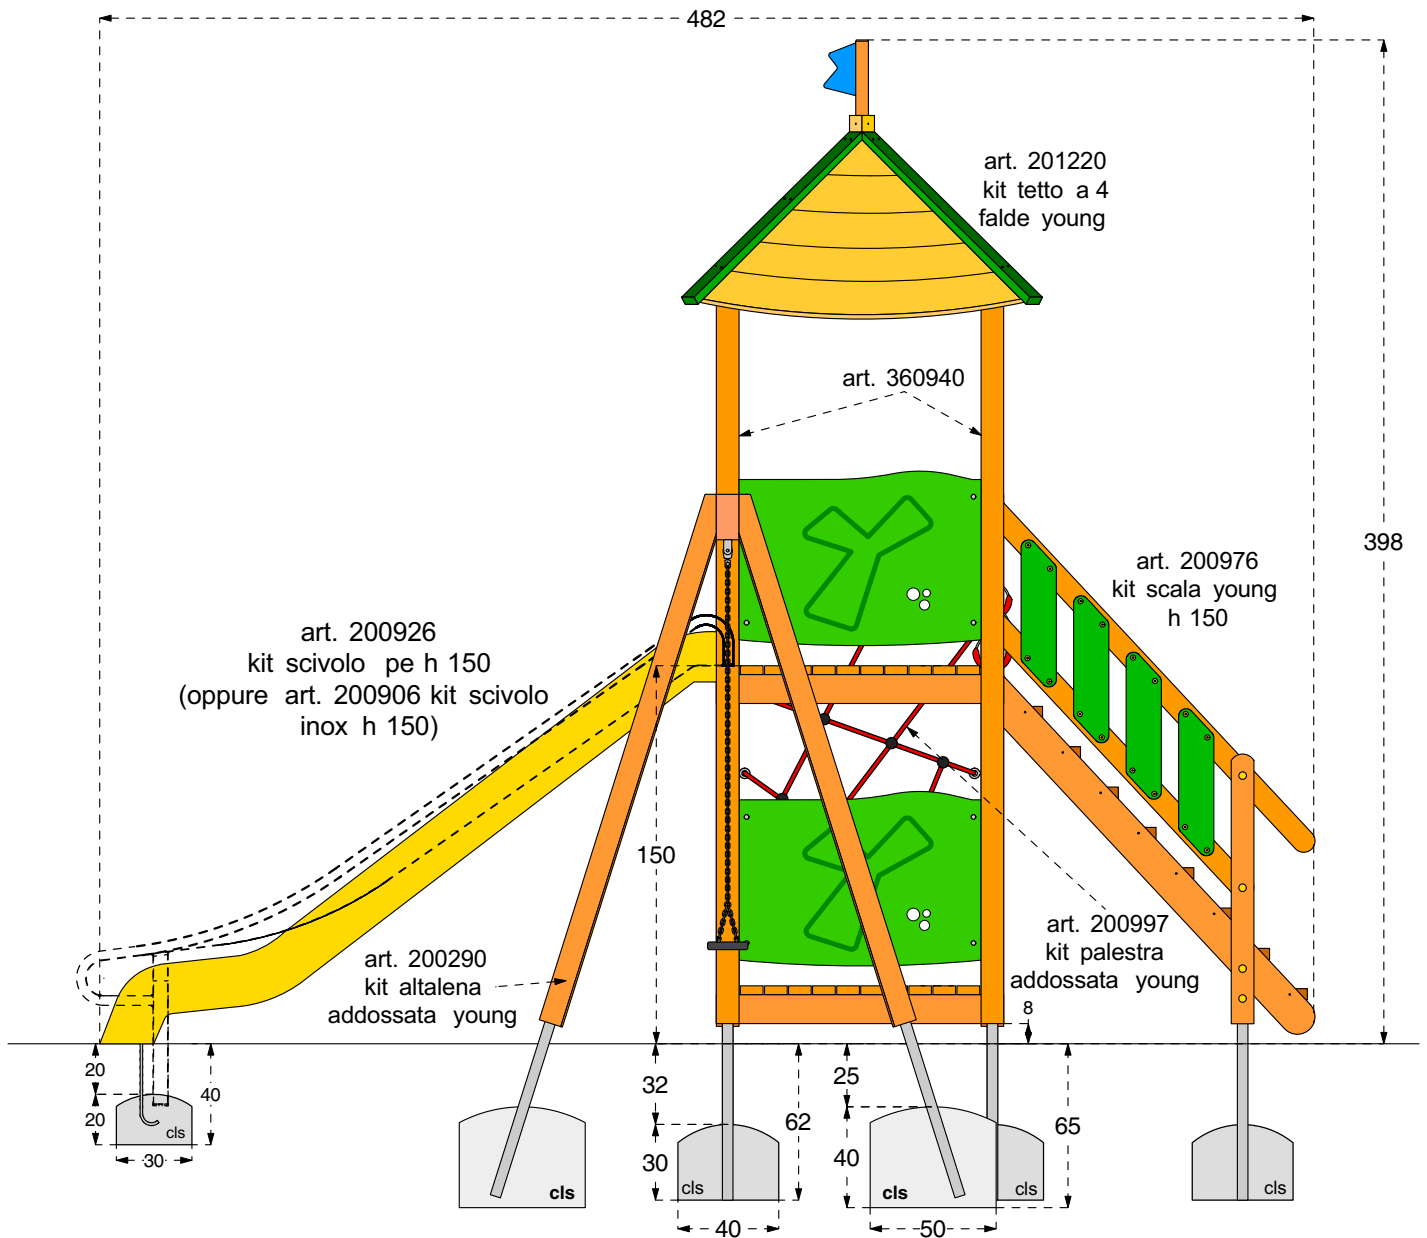 482
art. 201220
kit tetto a 4
falde young
art. 360940
398
art. 200976
kit scala young
h 150
art. 200926
kit scivolo pe h 150
(oppure art. 200906 kit scivolo
inox h 150)
150
art. 200997
kit palestra
addossata young
art. 200290
kit altalena
addossata young
8
20
40
20
cls
30
32
62
30
cls
40
cls
25
65
40
cls
cls
50
cls